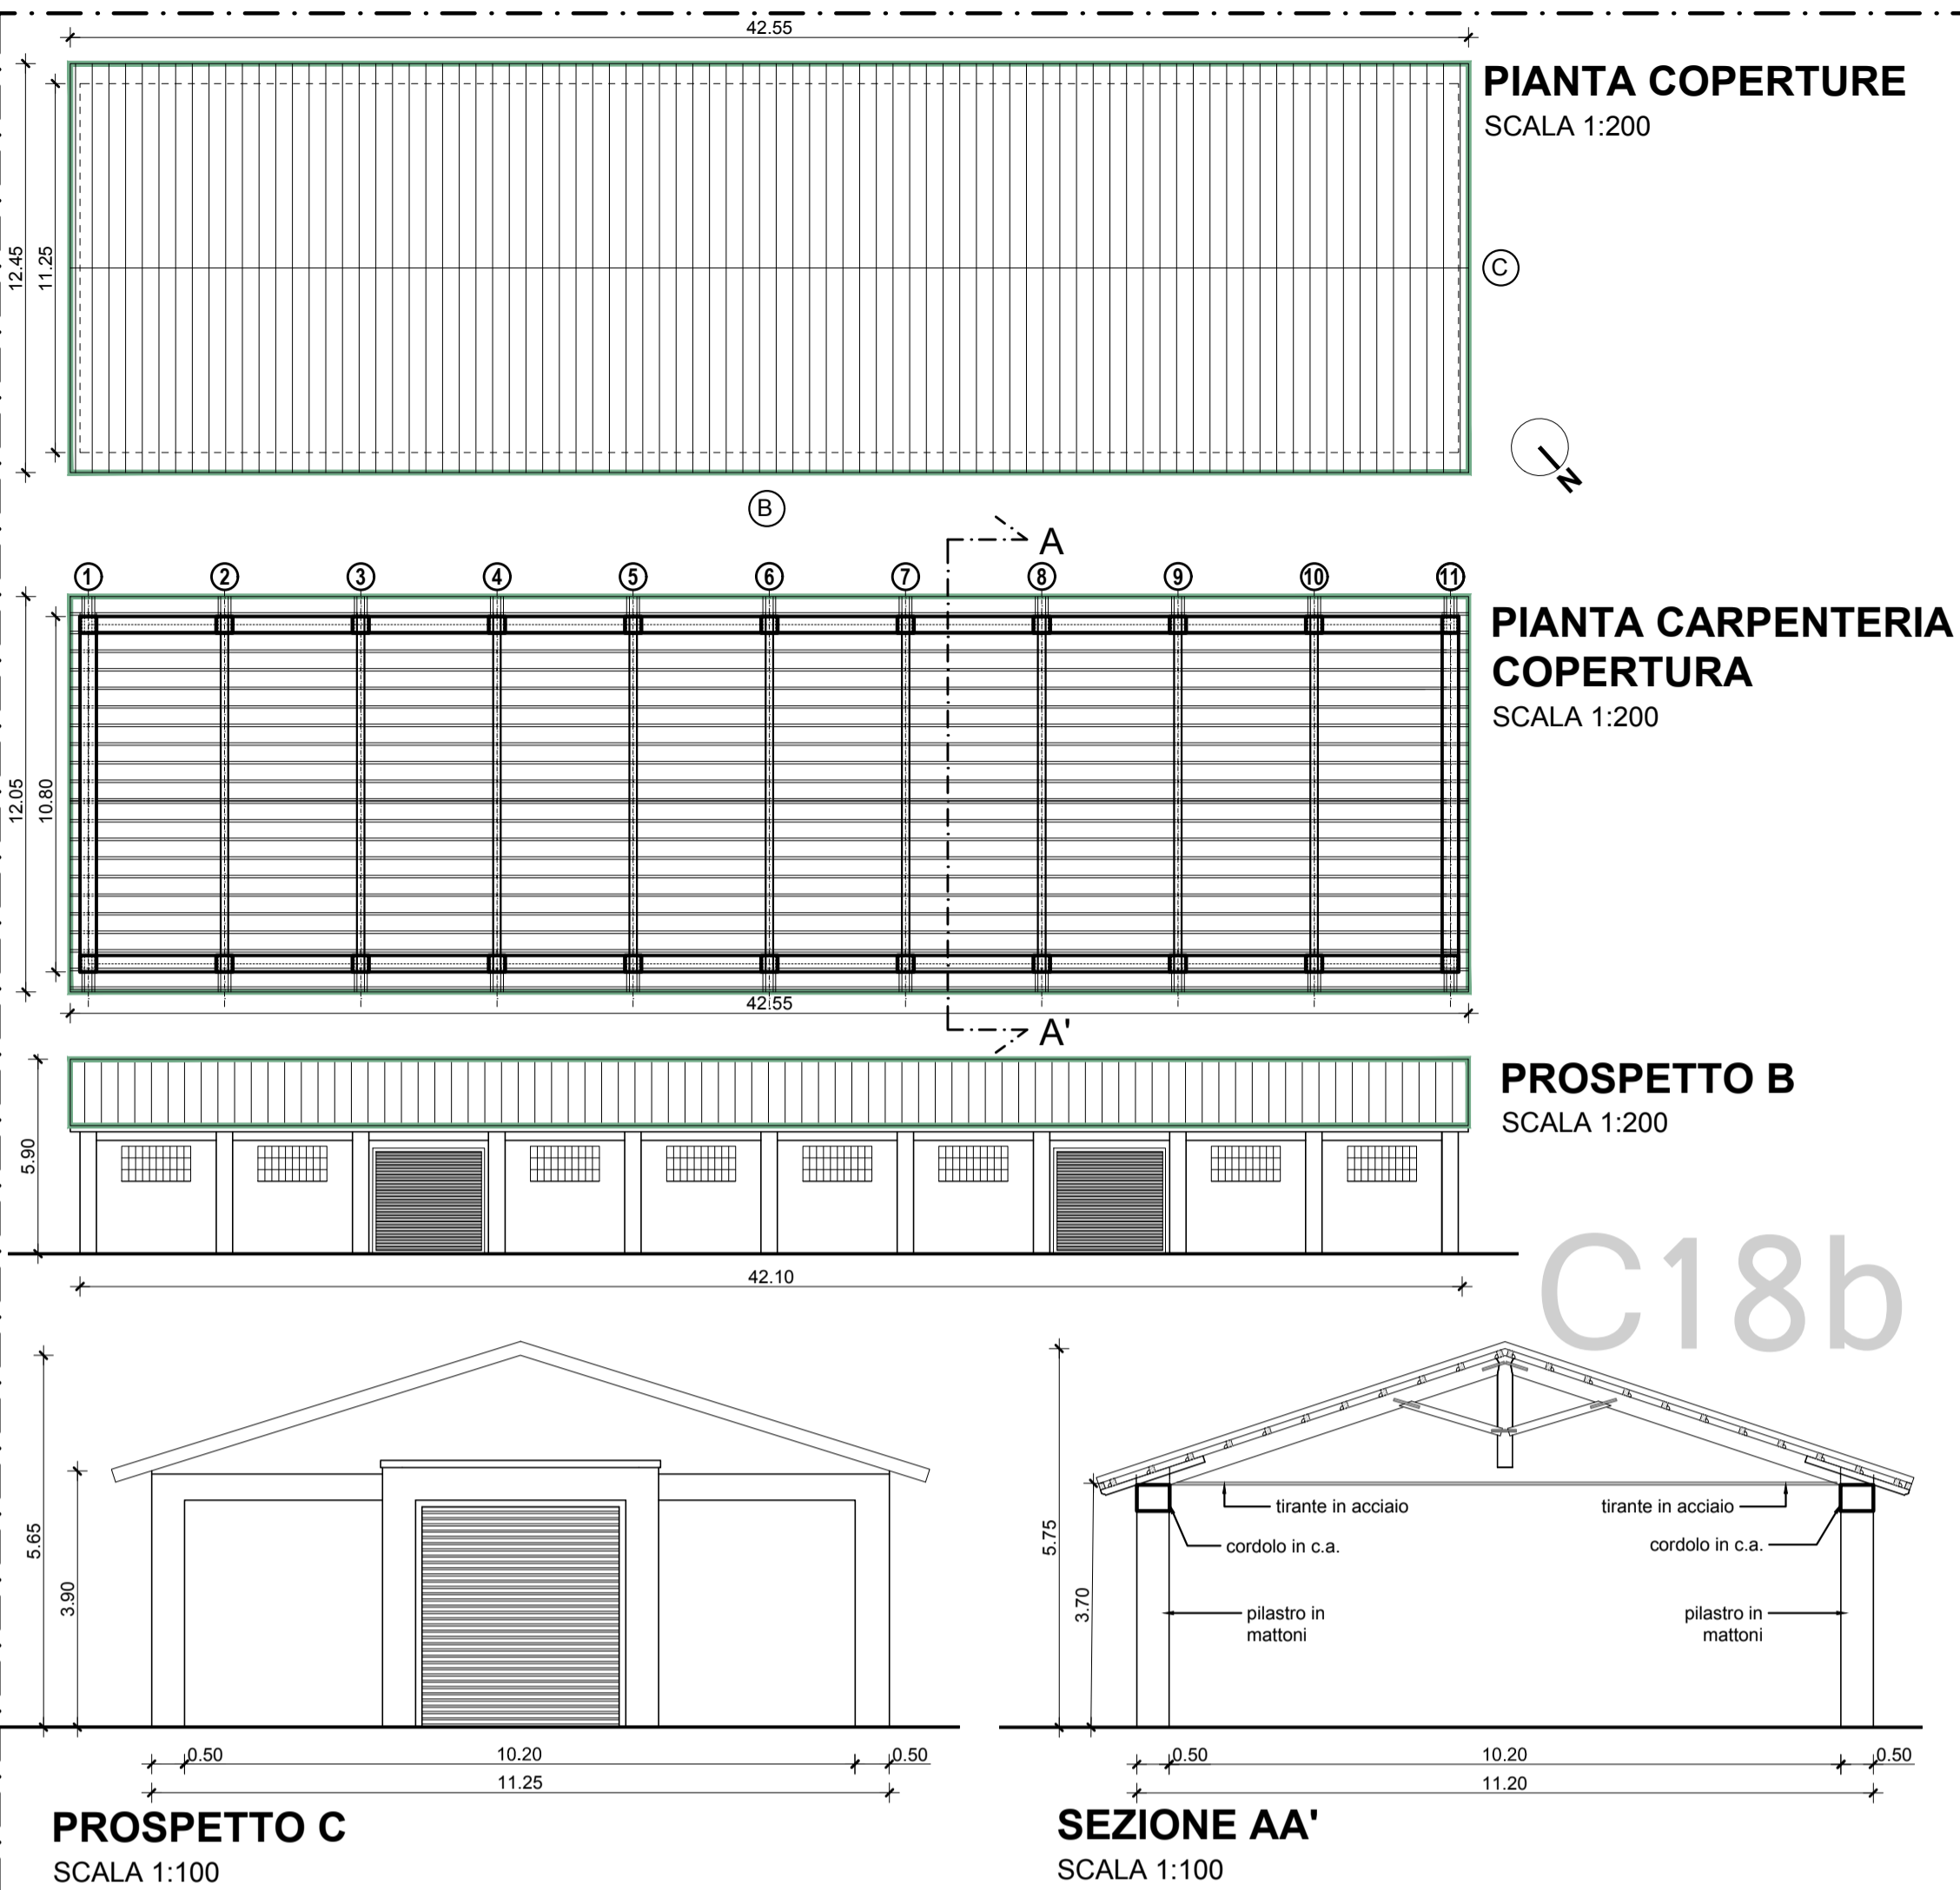 42.55
PIANTA COPERTURE
SCALA 1:200
12.45
11.25
C
N
B
A
1 2 3 4 5 6 7 8 9 10 11
PIANTA CARPENTERIA
COPERTURA
SCALA 1:200
12.05
10.80
42.55
A'
PROSPETTO B
SCALA 1:200
5.90
42.10
C18b
5.65
3.90
0.50 10.20 0.50
11.25
PROSPETTO C
SCALA 1:100
5.75
3.70
tirante in acciaio
tirante in acciaio
cordolo in c.a.
cordolo in c.a.
pilastro in
mattoni
pilastro in
mattoni
0.50 10.20 0.50
11.20
SEZIONE AA'
SCALA 1:100